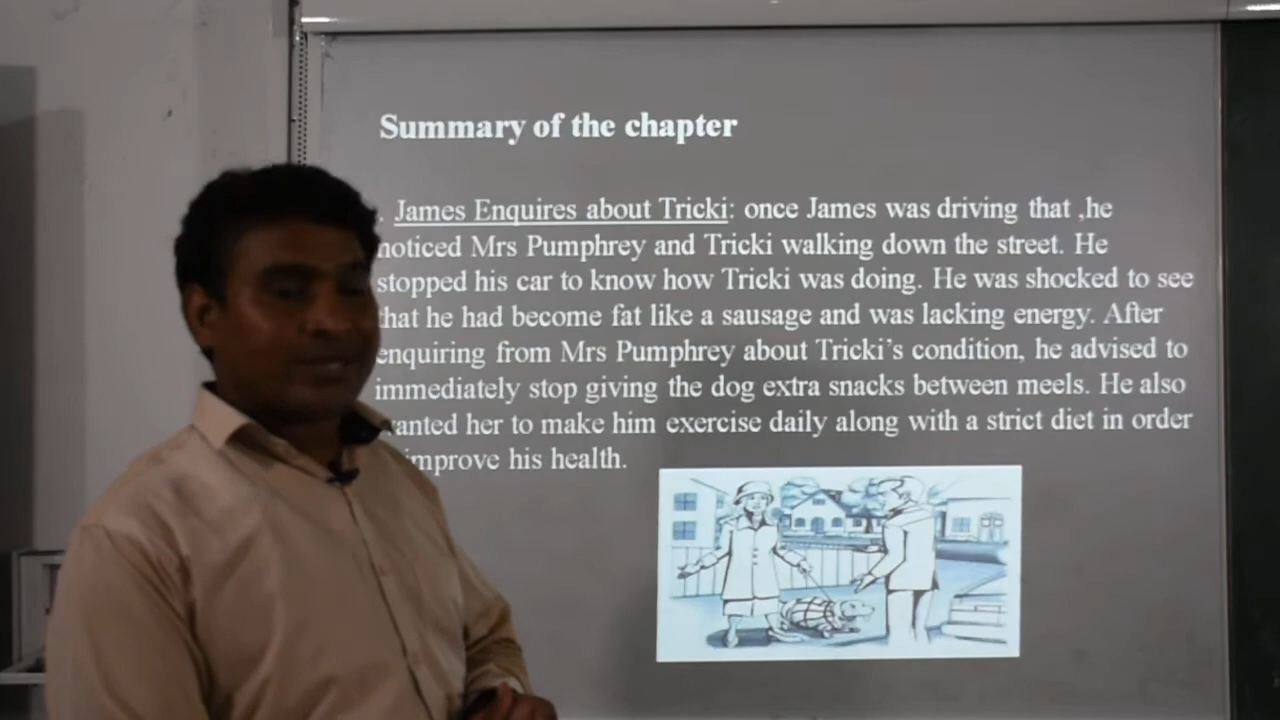 Summary of the chapter
. James Enquires about Tricki: once James was driving that ,he
noticed Mrs Pumphrey and Tricki walking down the street. He
stopped his car to know how Tricki was doing. He was shocked to see
that he had become fat like a sausage and was lacking energy. After
enquiring from Mrs Pumphrey about Tricki's condition, he advised to
immediately stop giving the dog extra snacks between meels. He also
wanted her to make him exercise daily along with a strict diet in order
improve his health.